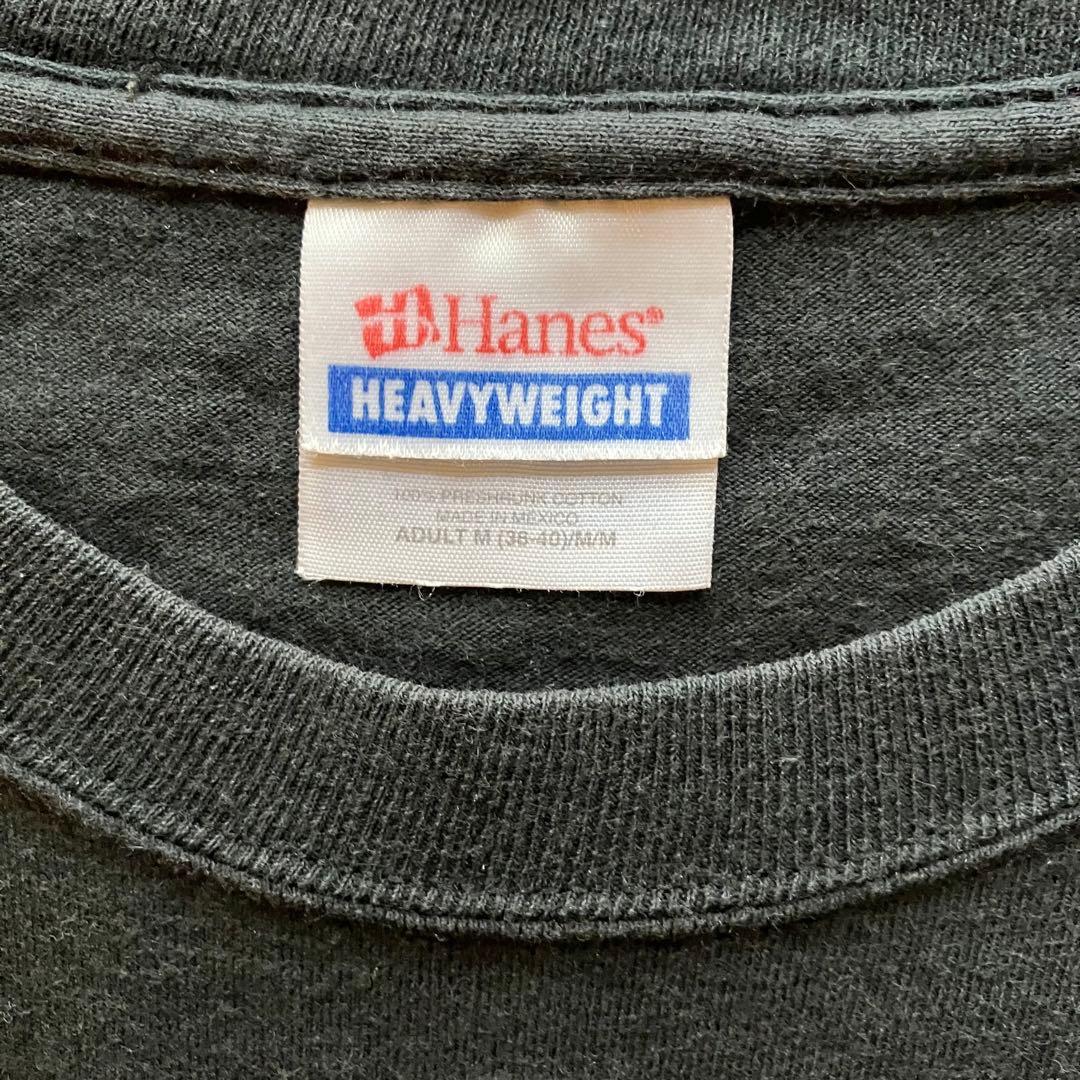 H Hanes®
HEAVYWEIGHT
100% PRESHRUNK COTTON
MADE IN MEXICO
ADULT M (38-40)/M/M